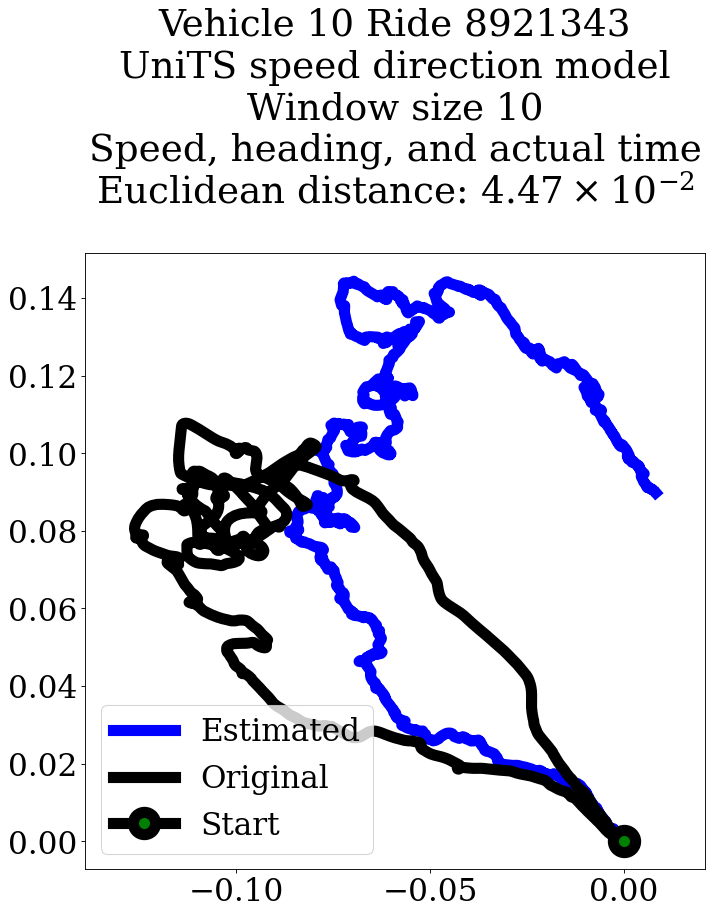 Vehicle 10 Ride 8921343
UniTS speed direction model
Window size 10
Speed, heading, and actual time
Euclidean distance: 4.47 × 10⁻²
0.14
0.12
0.10
0.08
0.06
0.04
0.02
0.00
Estimated
Original
Start
−0.10
−0.05
0.00